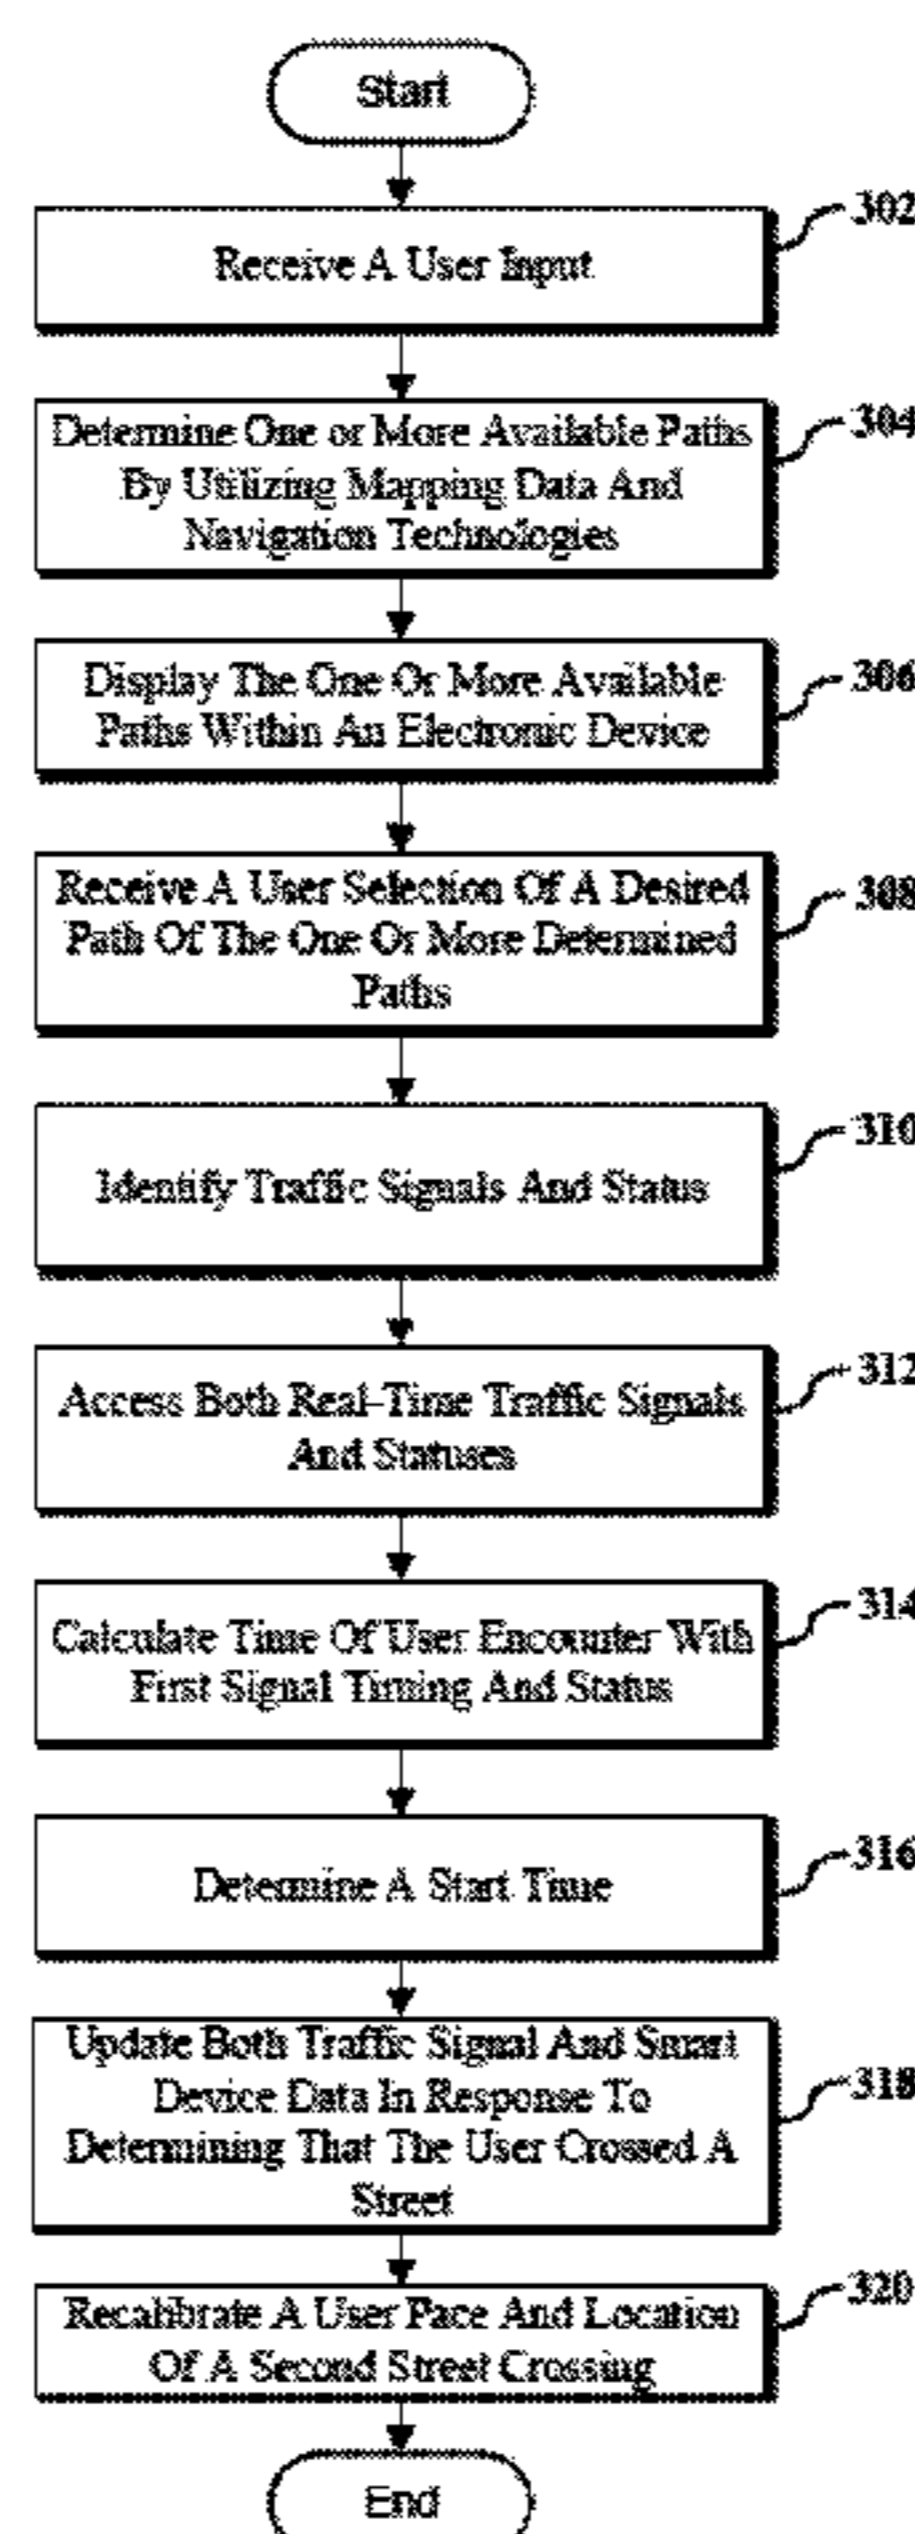 Start
302
Receive A User Input
304
Determine One or More Available Paths
By Utilizing Mapping Data And
Navigation Technologies
306
Display The One Or More Available
Paths Within An Electronic Device
308
Receive A User Selection Of A Desired
Path Of The One Or More Determined
Paths
310
Identify Traffic Signals And Status
312
Access Both Real-Time Traffic Signals
And Statuses
314
Calculate Time Of User Encounter With
First Signal Timing And Status
316
Determine A Start Time
318
Update Both Traffic Signal And Smart
Device Data In Response To
Determining That The User Crossed A
Street
320
Recalibrate A User Pace And Location
Of A Second Street Crossing
End